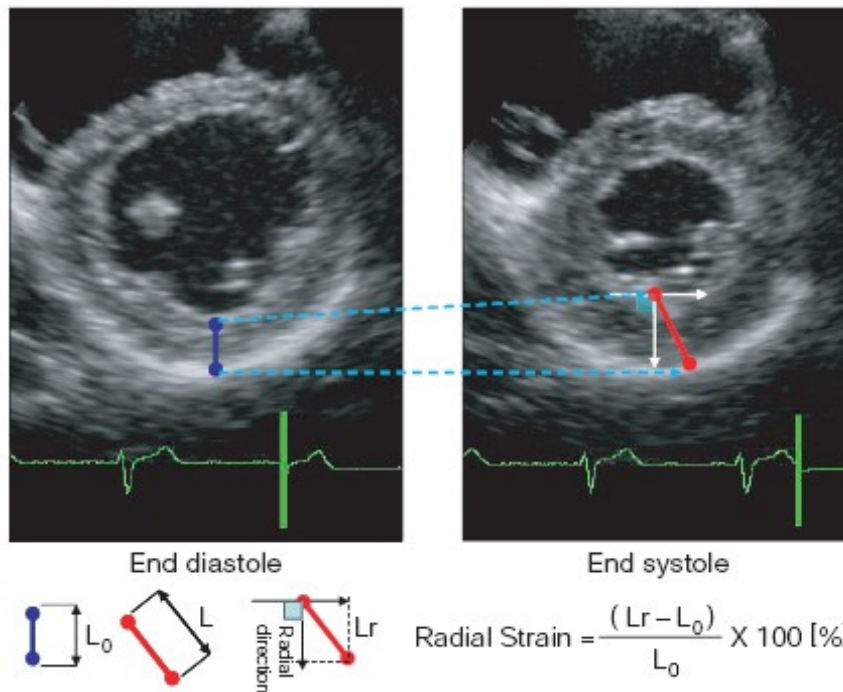 End diastole
End systole
L0
L
Radial
direction
Lr
Radial Strain = (Lr – L0) / L0 X 100 [%]